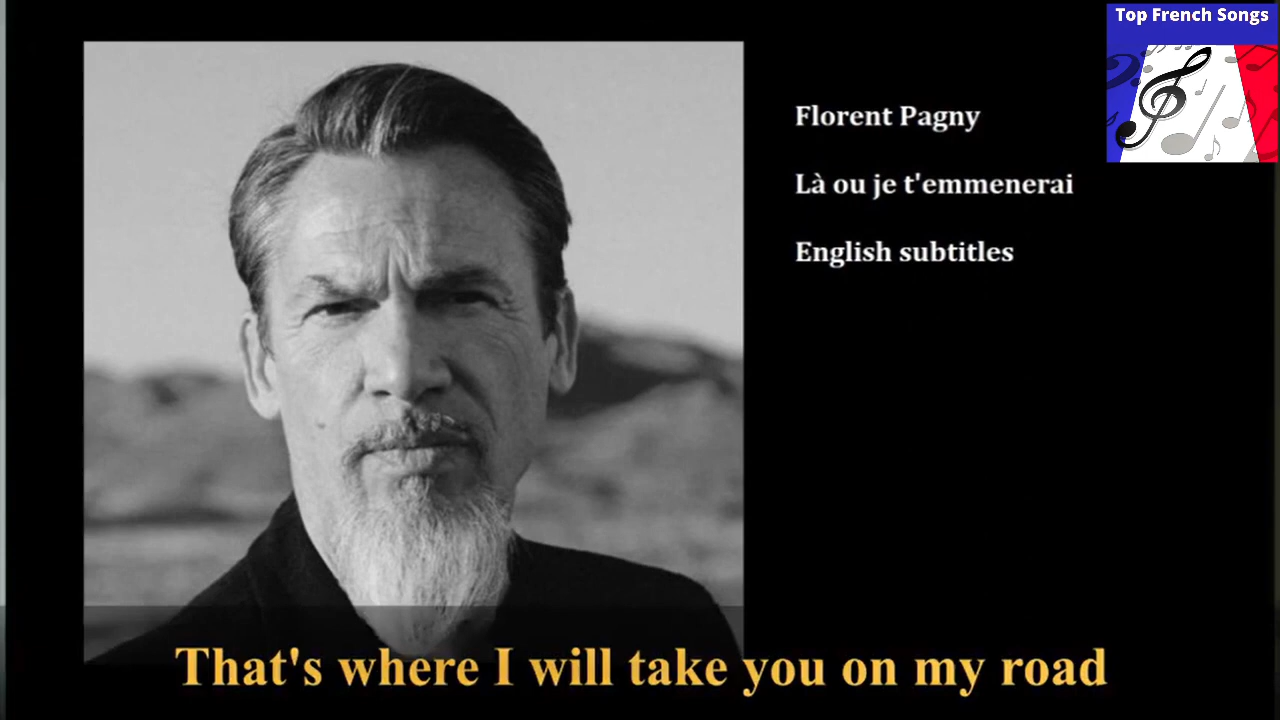 Top French Songs
Florent Pagny
Là ou je t'emmenerai
English subtitles
That's where I will take you on my road